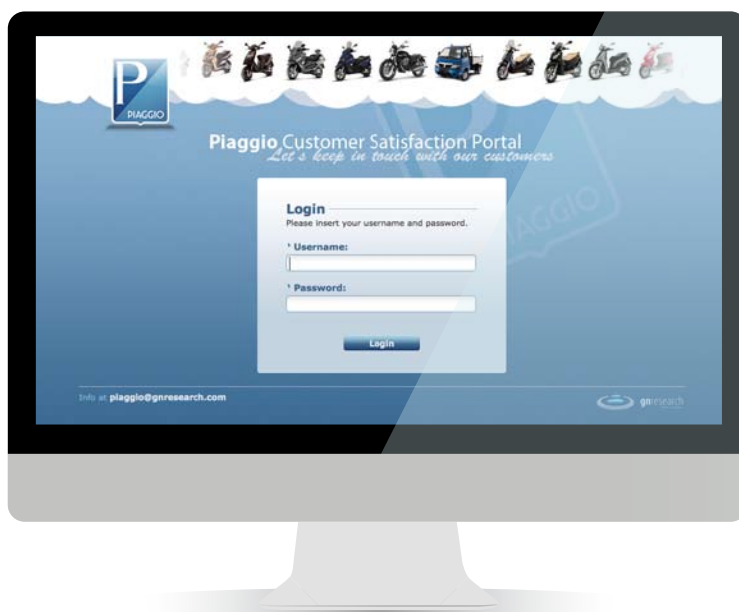 P
PIAGGIO
Piaggio Customer Satisfaction Portal
Let's keep in touch with our customers
P
PIAGGIO
Login
Please insert your username and password.
* Username:
* Password:
Login
Info at piaggio@gnresearch.com
gnresearch